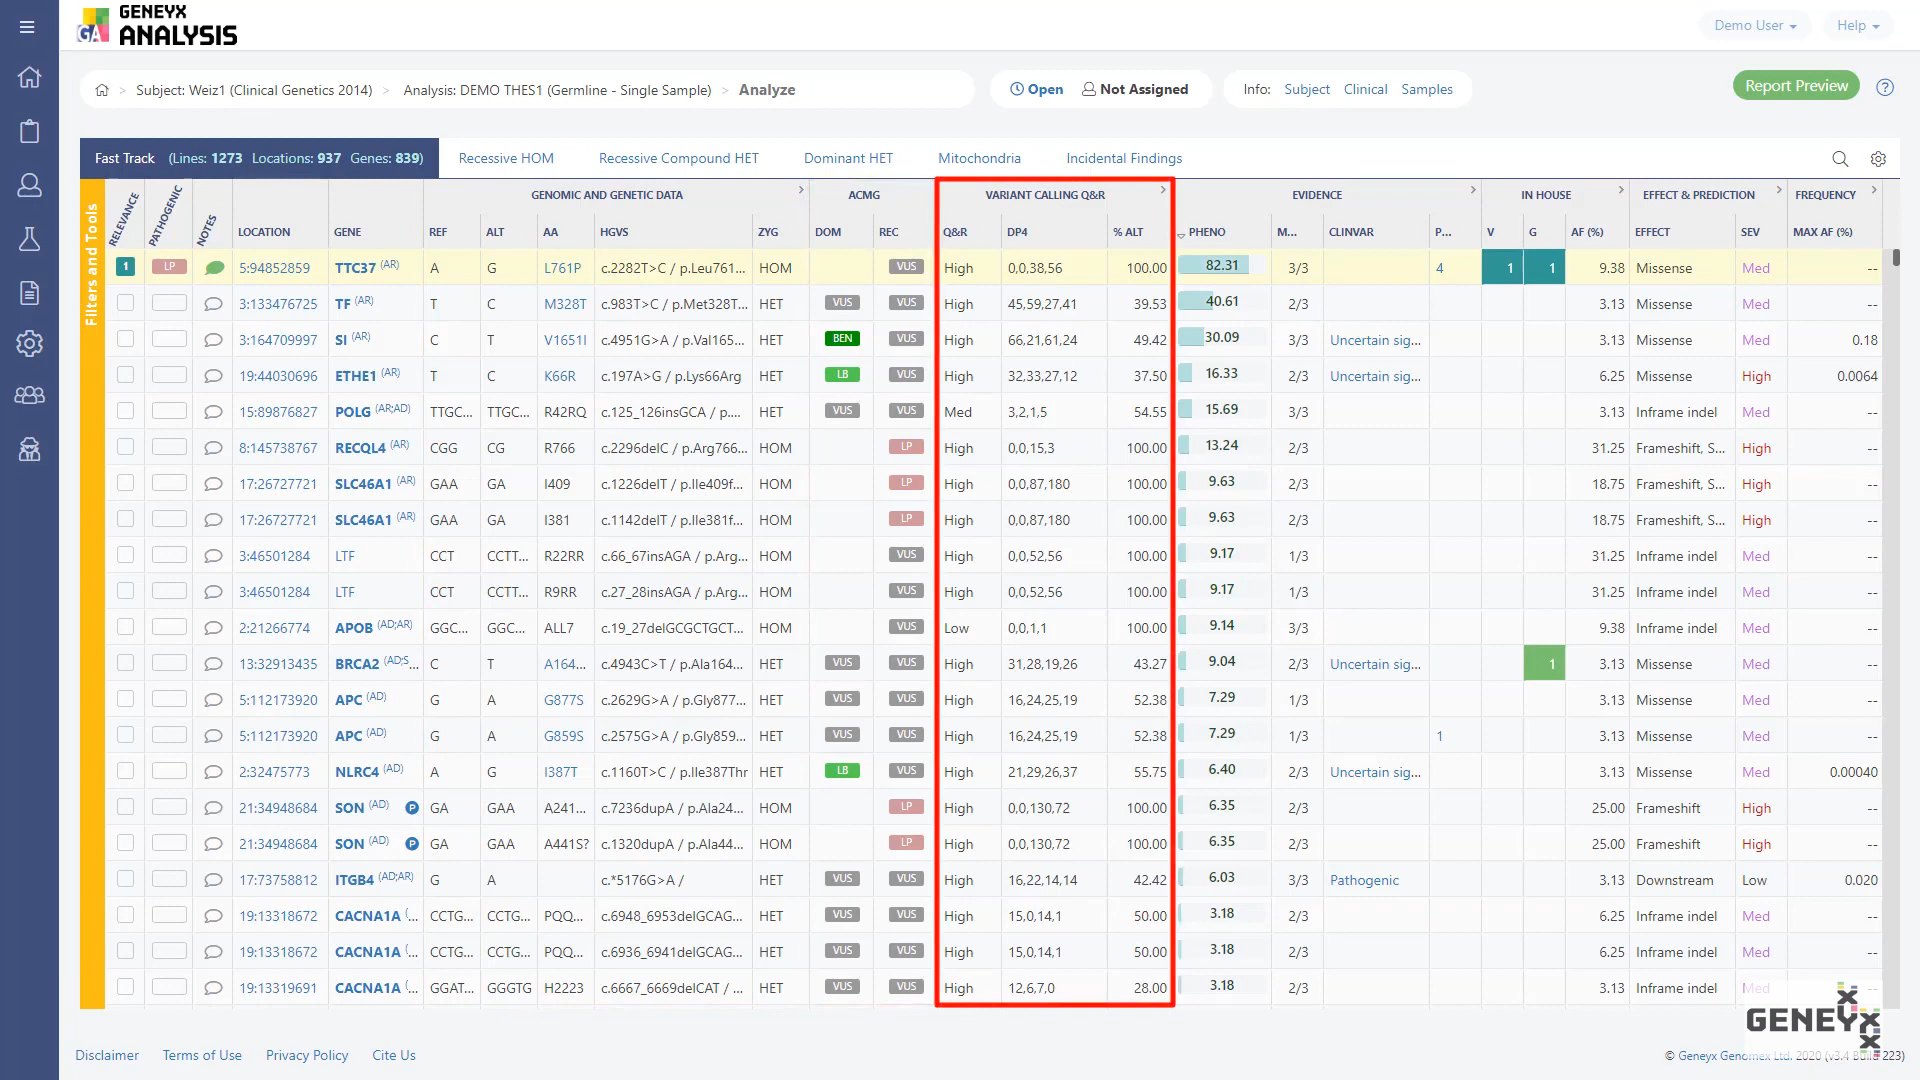 GENEYX
ANALYSIS
Demo User
Help
Subject: Weiz1 (Clinical Genetics 2014) > Analysis: DEMO THES1 (Germline - Single Sample) > Analyze
Open Not Assigned
Info: Subject Clinical Samples
Report Preview
Fast Track (Lines: 1273 Locations: 937 Genes: 839) Recessive HOM Recessive Compound HET Dominant HET Mitochondria Incidental Findings
Filters and Tools
GENOMIC AND GENETIC DATA ACMG VARIANT CALLING Q&R EVIDENCE IN HOUSE EFFECT & PREDICTION FREQUENCY
RELEVANCE PATHOGENIC NOTES LOCATION GENE REF ALT AA HGVS ZYG DOM REC Q&R DP4 % ALT PHENO M... CLINVAR P... V G AF (%) EFFECT SEV MAX AF (%)
1 LP 5:94852859 TTC37 (AR) A G L761P c.2282T>C / p.Leu761... HOM VUS High 0,0,38,56 100.00 82.31 3/3 4 1 1 9.38 Missense Med --
3:133476725 TF (AR) T C M328T c.983T>C / p.Met328T... HET VUS VUS High 45,59,27,41 39.53 40.61 2/3 3.13 Missense Med --
3:164709997 SI (AR) C T V1651I c.4951G>A / p.Val165... HET BEN VUS High 66,21,61,24 49.42 30.09 3/3 Uncertain sig... 3.13 Missense Med 0.18
19:44030696 ETHE1 (AR) T C K66R c.197A>G / p.Lys66Arg HET LB VUS High 32,33,27,12 37.50 16.33 2/3 Uncertain sig... 6.25 Missense High 0.0064
15:89876827 POLG (AR;AD) TTGC... TTGC... R42RQ c.125_126insGCA / p.... HET VUS VUS Med 3,2,1,5 54.55 15.69 3/3 3.13 Inframe indel Med --
8:145738767 RECQL4 (AR) CGG CG R766 c.2296delC / p.Arg766... HOM LP High 0,0,15,3 100.00 13.24 2/3 31.25 Frameshift, S... High --
17:26727721 SLC46A1 (AR) GAA GA I409 c.1226delT / p.Ile409f... HOM LP High 0,0,87,180 100.00 9.63 2/3 18.75 Frameshift, S... High --
17:26727721 SLC46A1 (AR) GAA GA I381 c.1142delT / p.Ile381f... HOM LP High 0,0,87,180 100.00 9.63 2/3 18.75 Frameshift, S... High --
3:46501284 LTF CCT CCTT... R22RR c.66_67insAGA / p.Arg... HOM VUS High 0,0,52,56 100.00 9.17 1/3 31.25 Inframe indel Med --
3:46501284 LTF CCT CCTT... R9RR c.27_28insAGA / p.Arg... HOM VUS High 0,0,52,56 100.00 9.17 1/3 31.25 Inframe indel Med --
2:21266774 APOB (AD;AR) GGC... GGC... ALL7 c.19_27delGCGCTGCT... HOM VUS Low 0,0,1,1 100.00 9.14 3/3 9.38 Inframe indel Med --
13:32913435 BRCA2 (AD;S... C T A164... c.4943C>T / p.Ala164... HET VUS VUS High 31,28,19,26 43.27 9.04 2/3 Uncertain sig... 1 3.13 Missense Med --
5:112173920 APC (AD) G A G877S c.2629G>A / p.Gly877... HET VUS VUS High 16,24,25,19 52.38 7.29 1/3 3.13 Missense Med --
5:112173920 APC (AD) G A G859S c.2575G>A / p.Gly859... HET VUS VUS High 16,24,25,19 52.38 7.29 1/3 1 3.13 Missense Med --
2:32475773 NLRC4 (AD) A G I387T c.1160T>C / p.Ile387Thr HET LB VUS High 21,29,26,37 55.75 6.40 2/3 Uncertain sig... 3.13 Missense Med 0.00040
21:34948684 SON (AD) P GA GAA A241... c.7236dupA / p.Ala24... HOM LP High 0,0,130,72 100.00 6.35 2/3 25.00 Frameshift High --
21:34948684 SON (AD) P GA GAA A441S? c.1320dupA / p.Ala44... HOM LP High 0,0,130,72 100.00 6.35 2/3 25.00 Frameshift High --
17:73758812 ITGB4 (AD;AR) G A c.*5176G>A / HET VUS VUS High 16,22,14,14 42.42 6.03 3/3 Pathogenic 3.13 Downstream Low 0.020
19:13318672 CACNA1A (... CCTG... CCTG... PQQ... c.6948_6953delGCAG... HET VUS VUS High 15,0,14,1 50.00 3.18 2/3 6.25 Inframe indel Med --
19:13318672 CACNA1A (... CCTG... CCTG... PQQ... c.6936_6941delGCAG... HET VUS VUS High 15,0,14,1 50.00 3.18 2/3 6.25 Inframe indel Med --
19:13319691 CACNA1A (... GGAT... GGGTG H2223 c.6667_6669delCAT / ... HET VUS VUS High 12,6,7,0 28.00 3.18 2/3 3.13 Inframe indel Med --
GENEYX
Disclaimer Terms of Use Privacy Policy Cite Us
© Geneyx Genomex Ltd. 2020 (v3.4 Build 223)